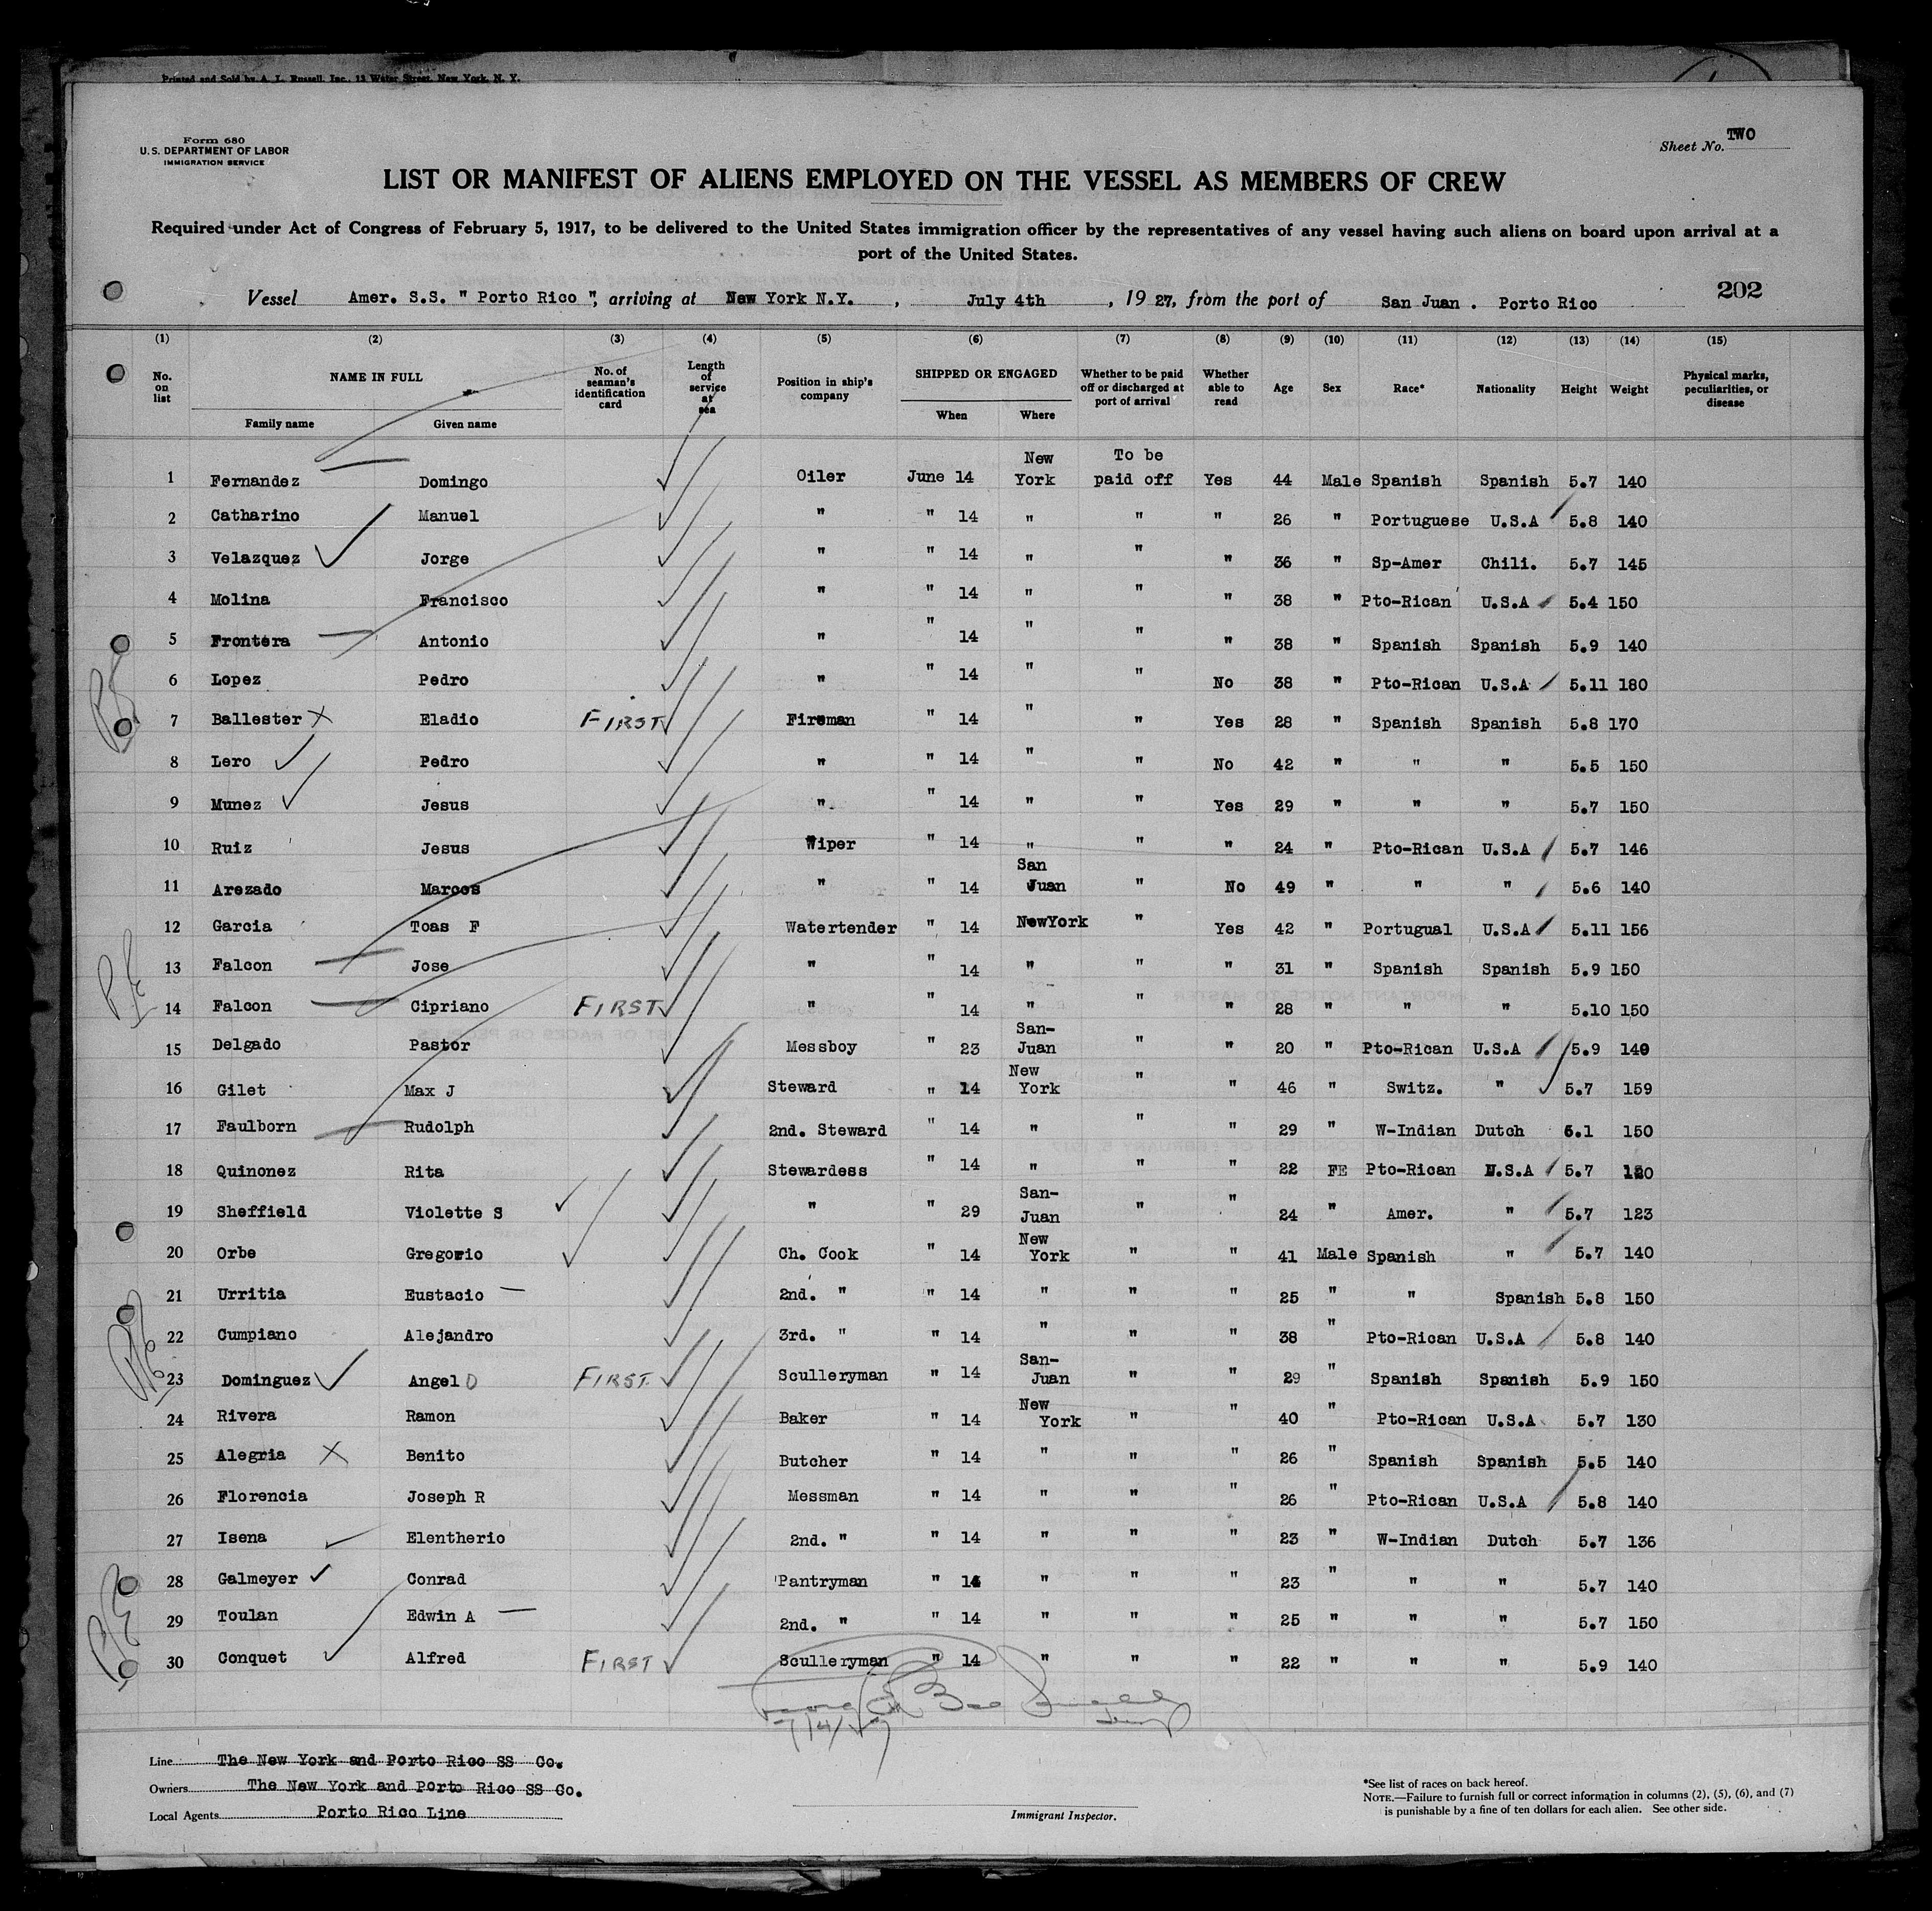 Printed and Sold by A. L. Russell, Inc., 13 Water Street, New York, N. Y.
Form 680
U. S. DEPARTMENT OF LABOR
IMMIGRATION SERVICE
Sheet No. TWO
LIST OR MANIFEST OF ALIENS EMPLOYED ON THE VESSEL AS MEMBERS OF CREW
Required under Act of Congress of February 5, 1917, to be delivered to the United States immigration officer by the representatives of any vessel having such aliens on board upon arrival at a
port of the United States.
Vessel Amer. S.S. " Porto Rico ", arriving at New York N.Y. , July 4th , 19 27, from the port of San Juan . Porto Rico 202
(1) (2) (3) (4) (5) (6) (7) (8) (9) (10) (11) (12) (13) (14) (15)
No. on list NAME IN FULL Family name Given name No. of seaman's identification card Length of service at sea Position in ship's company SHIPPED OR ENGAGED When Where Whether to be paid off or discharged at port of arrival Whether able to read Age Sex Race* Nationality Height Weight Physical marks, peculiarities, or disease
1 Fernandez Domingo Oiler June 14 New York To be paid off Yes 44 Male Spanish Spanish 5.7 140
2 Catharino Manuel " " 14 " " " 26 " Portuguese U.S.A 5.8 140
3 Velazquez Jorge " " 14 " " " 36 " Sp-Amer Chili. 5.7 145
4 Molina Francisco " " 14 " " " 38 " Pto-Rican U.S.A 5.4 150
5 Frontera Antonio " " 14 " " " 38 " Spanish Spanish 5.9 140
6 Lopez Pedro " " 14 " " No 38 " Pto-Rican U.S.A 5.11 180
7 Ballester Eladio FIRST Fireman " 14 " " Yes 28 " Spanish Spanish 5.8 170
8 Lero Pedro " " 14 " " No 42 " " " 5.5 150
9 Munez Jesus " " 14 " " Yes 29 " " " 5.7 150
10 Ruiz Jesus Wiper " 14 " " " 24 " Pto-Rican U.S.A 5.7 146
11 Arezado Marcos " " 14 San Juan " No 49 " " " 5.6 140
12 Garcia Toas F Watertender " 14 NewYork " Yes 42 " Portugual U.S.A 5.11 156
13 Falcon Jose " " 14 " " " 31 " Spanish Spanish 5.9 150
14 Falcon Cipriano FIRST " " 14 " " " 28 " " " 5.10 150
15 Delgado Pastor Messboy " 23 San-Juan " " 20 " Pto-Rican U.S.A 5.9 140
16 Gilet Max J Steward " 14 New York " " 46 " Switz. " 5.7 159
17 Faulborn Rudolph 2nd. Steward " 14 " " " 29 " W-Indian Dutch 6.1 150
18 Quinonez Rita Stewardess " 14 " " " 22 FE Pto-Rican U.S.A 5.7 120
19 Sheffield Violette S " " 29 San-Juan " " 24 " Amer. " 5.7 123
20 Orbe Gregorio Ch. Cook " 14 New York " " 41 Male Spanish " 5.7 140
21 Urritia Eustacio 2nd. " " 14 " " " 25 " " Spanish 5.8 150
22 Cumpiano Alejandro 3rd. " " 14 " " " 38 " Pto-Rican U.S.A 5.8 140
23 Dominguez Angel O FIRST Sculleryman " 14 San-Juan " " 29 " Spanish Spanish 5.9 150
24 Rivera Ramon Baker " 14 New York " " 40 " Pto-Rican U.S.A 5.7 130
25 Alegria Benito Butcher " 14 " " " 26 " Spanish Spanish 5.5 140
26 Florencia Joseph R Messman " 14 " " " 26 " Pto-Rican U.S.A 5.8 140
27 Isena Elentherio 2nd. " " 14 " " " 23 " W-Indian Dutch 5.7 136
28 Galmeyer Conrad Pantryman " 14 " " " 23 " " " 5.7 140
29 Toulan Edwin A 2nd. " " 14 " " " 25 " " " 5.7 150
30 Conquet Alfred FIRST Sculleryman " 14 " " " 22 " " " 5.9 140
7/4/27
Line The New York and Porto Rico SS Co.
Owners The New York and Porto Rico SS Co.
Local Agents Porto Rico Line
Immigrant Inspector.
*See list of races on back hereof.
NOTE.—Failure to furnish full or correct information in columns (2), (5), (6), and (7)
is punishable by a fine of ten dollars for each alien. See other side.